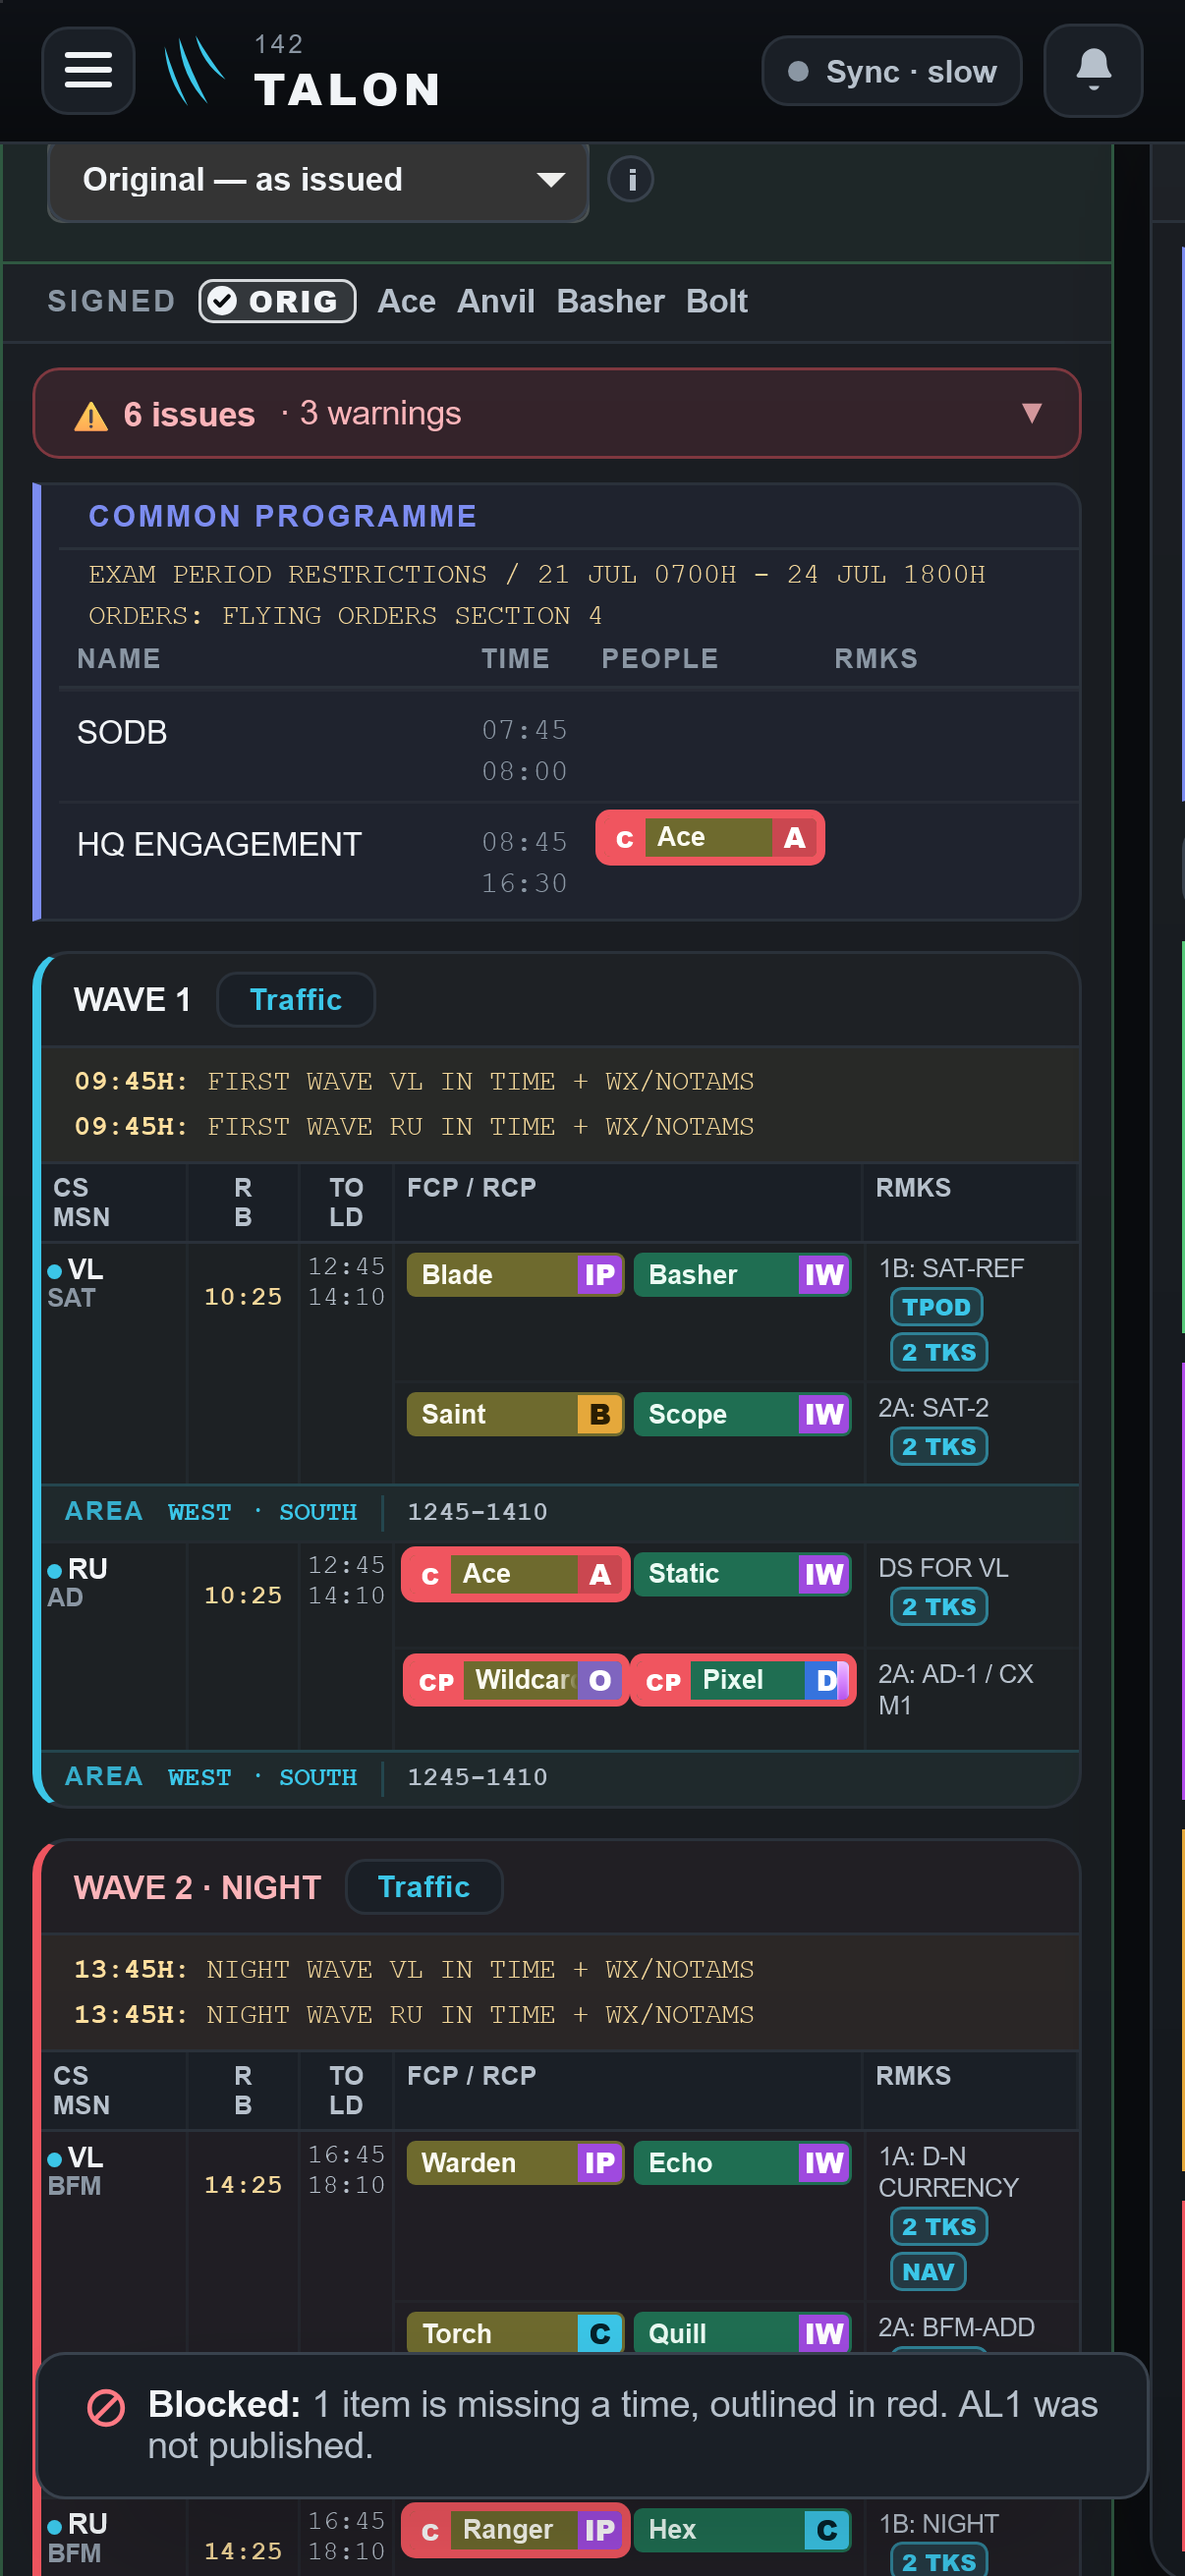 142
TALON
Sync · slow
Original — as issued
i
SIGNED ORIG Ace Anvil Basher Bolt
6 issues · 3 warnings
COMMON PROGRAMME
EXAM PERIOD RESTRICTIONS / 21 JUL 0700H - 24 JUL 1800H
ORDERS: FLYING ORDERS SECTION 4
NAME TIME PEOPLE RMKS
SODB 07:45
08:00
HQ ENGAGEMENT 08:45 C Ace A
16:30
WAVE 1 Traffic
09:45H: FIRST WAVE VL IN TIME + WX/NOTAMS
09:45H: FIRST WAVE RU IN TIME + WX/NOTAMS
CS R TO FCP / RCP RMKS
MSN B LD
VL 12:45 Blade IP Basher IW 1B: SAT-REF
SAT 10:25 14:10 TPOD
2 TKS
Saint B Scope IW 2A: SAT-2
2 TKS
AREA WEST · SOUTH 1245-1410
RU 12:45 C Ace A Static IW DS FOR VL
AD 10:25 14:10 2 TKS
CP Wildcar O CP Pixel D 2A: AD-1 / CX
M1
AREA WEST · SOUTH 1245-1410
WAVE 2 · NIGHT Traffic
13:45H: NIGHT WAVE VL IN TIME + WX/NOTAMS
13:45H: NIGHT WAVE RU IN TIME + WX/NOTAMS
CS R TO FCP / RCP RMKS
MSN B LD
VL 16:45 Warden IP Echo IW 1A: D-N
BFM 14:25 18:10 CURRENCY
2 TKS
NAV
Torch C Quill IW 2A: BFM-ADD
Blocked: 1 item is missing a time, outlined in red. AL1 was
not published.
RU 16:45 C Ranger IP Hex C 1B: NIGHT
BFM 14:25 18:10 2 TKS